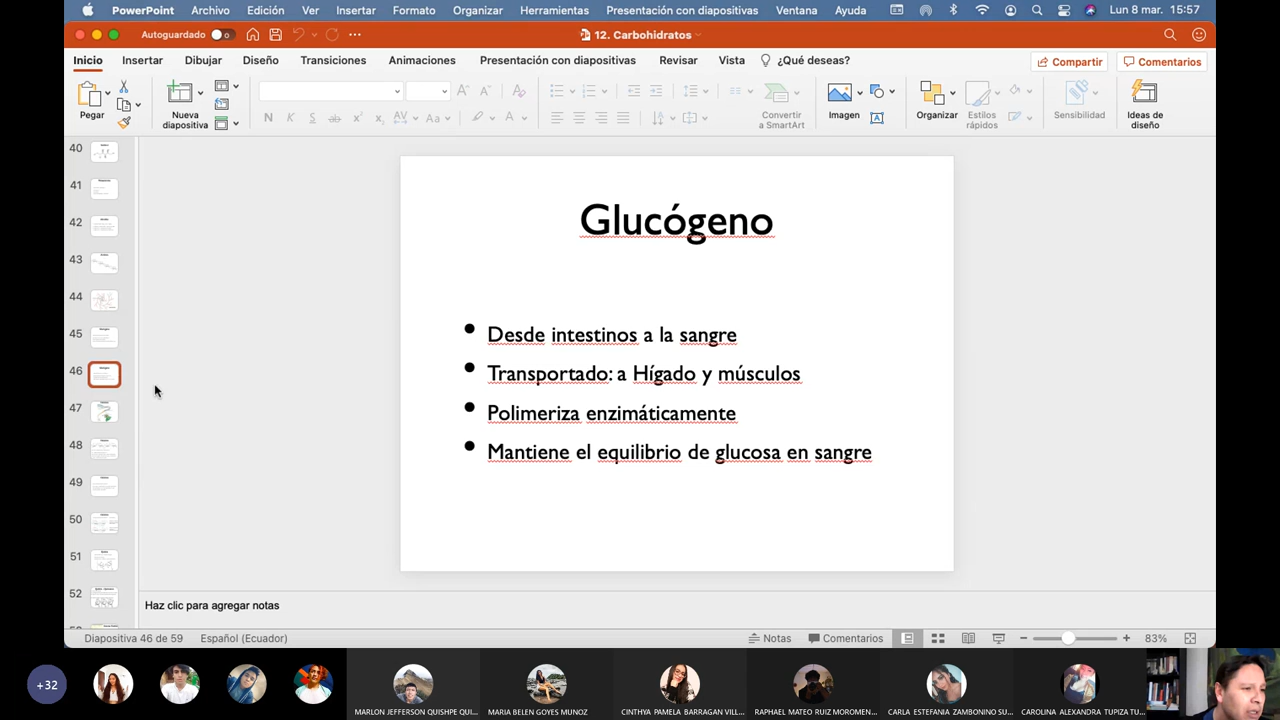 PowerPoint Archivo Edición Ver Insertar Formato Organizar Herramientas Presentación con diapositivas Ventana Ayuda Lun 8 mar. 15:57
Autoguardado 12. Carbohidratos
Inicio Insertar Dibujar Diseño Transiciones Animaciones Presentación con diapositivas Revisar Vista ¿Qué deseas? Compartir Comentarios
Pegar
Nueva diapositiva
N K S
Convertir a SmartArt
Imagen
Organizar
Estilos rápidos
Sensibilidad
Ideas de diseño
40
41
42
43
44
45
46
47
48
49
50
51
52
Glucógeno
Desde intestinos a la sangre
Transportado: a Hígado y músculos
Polimeriza enzimáticamente
Mantiene el equilibrio de glucosa en sangre
Haz clic para agregar notas
Diapositiva 46 de 59 Español (Ecuador) Notas Comentarios 83%
+32
MARLON JEFFERSON QUISHPE QUI...
MARIA BELEN GOYES MUNOZ
CINTHYA PAMELA BARRAGAN VILL...
RAPHAEL MATEO RUIZ MOROMEN...
CARLA ESTEFANIA ZAMBONINO SU...
CAROLINA ALEXANDRA TUPIZA TU...